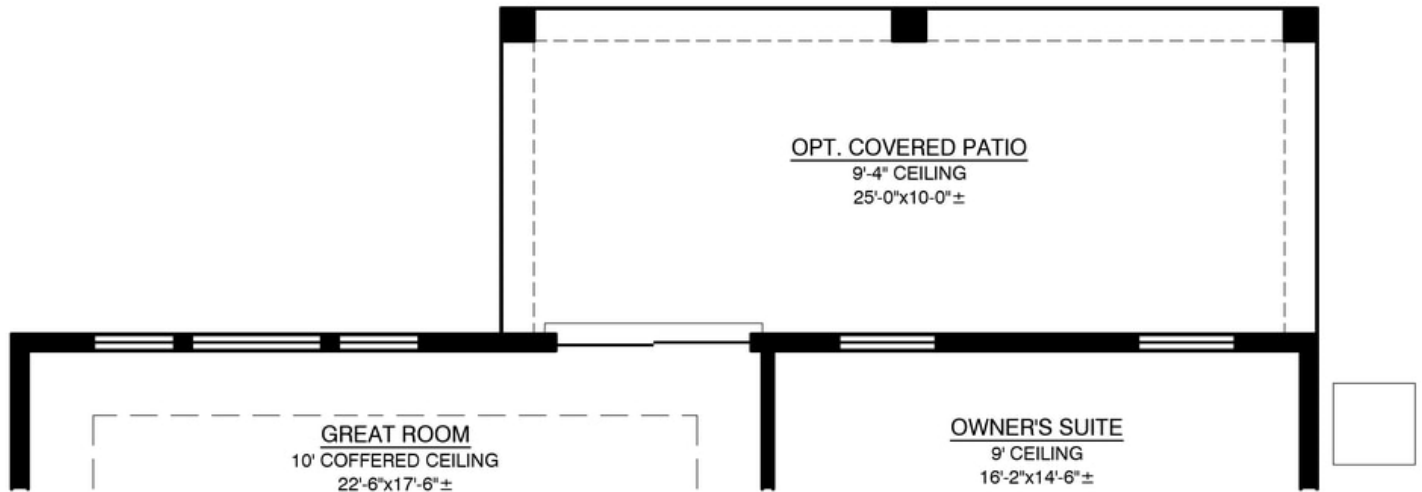 OPT. COVERED PATIO
9'-4" CEILING
25'-0"x10-0"±
GREAT ROOM
10' COFFERED CEILING
22'-6"x17'-6"±
OWNER'S SUITE
9' CEILING
16'-2"x14'-6"±